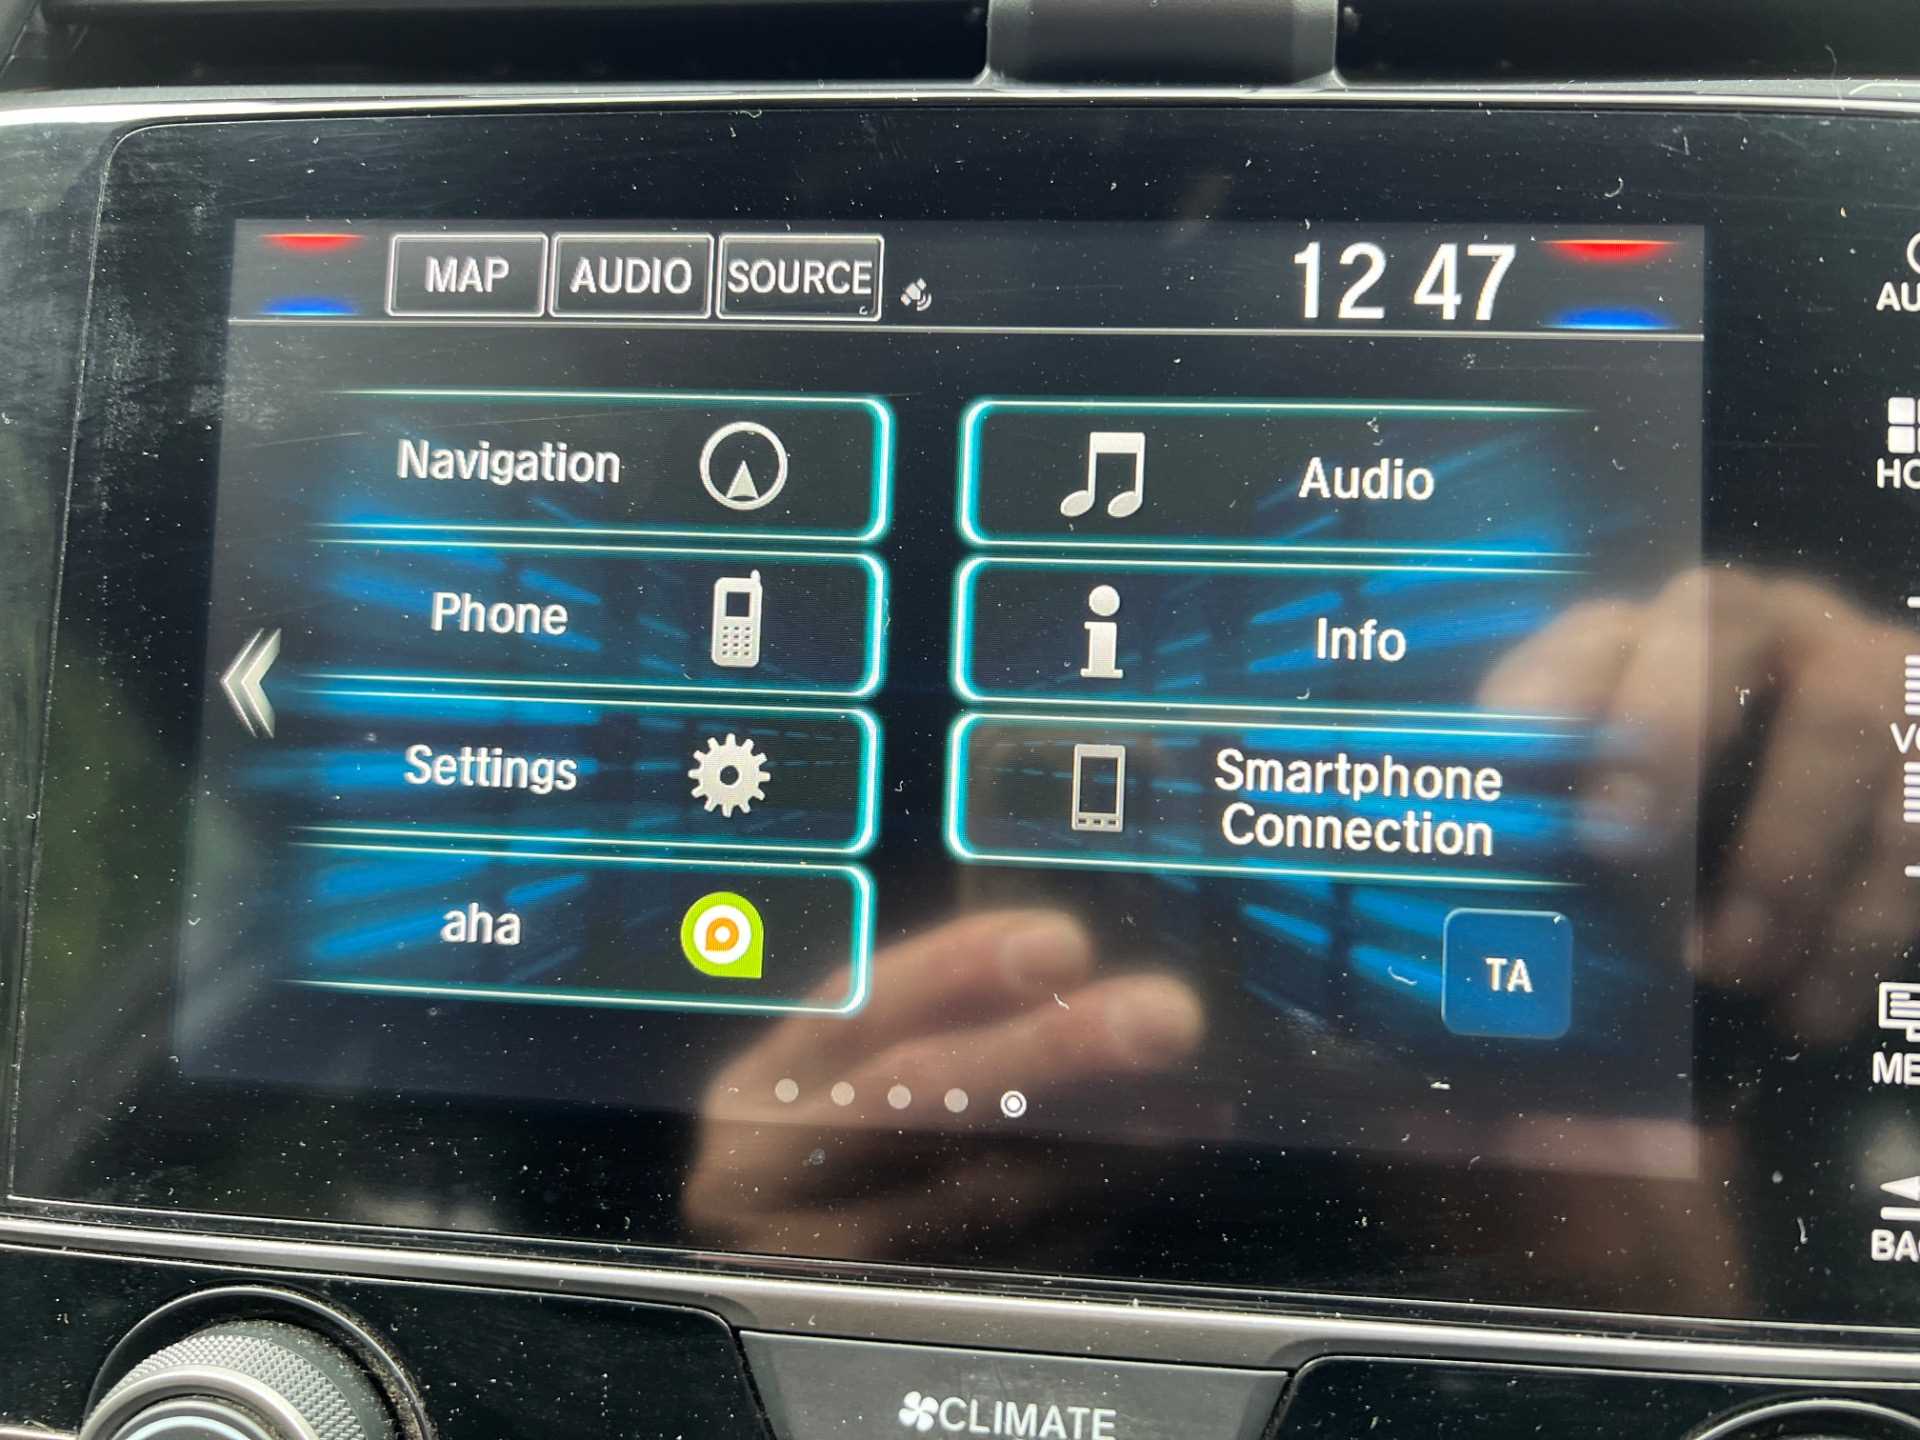 MAP AUDIO SOURCE 12 47
Navigation
Audio
Phone
Info
Settings
Smartphone
Connection
aha
TA
CLIMATE